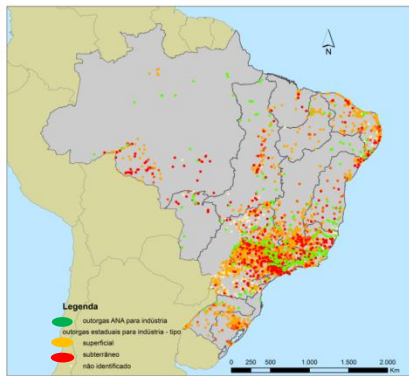 N
Legenda
outorgas ANA para indústria
outorgas estaduais para indústria - tipo
superficial
subterrâneo
não identificado
0 250 500 1.000 1.500 2.000
Km